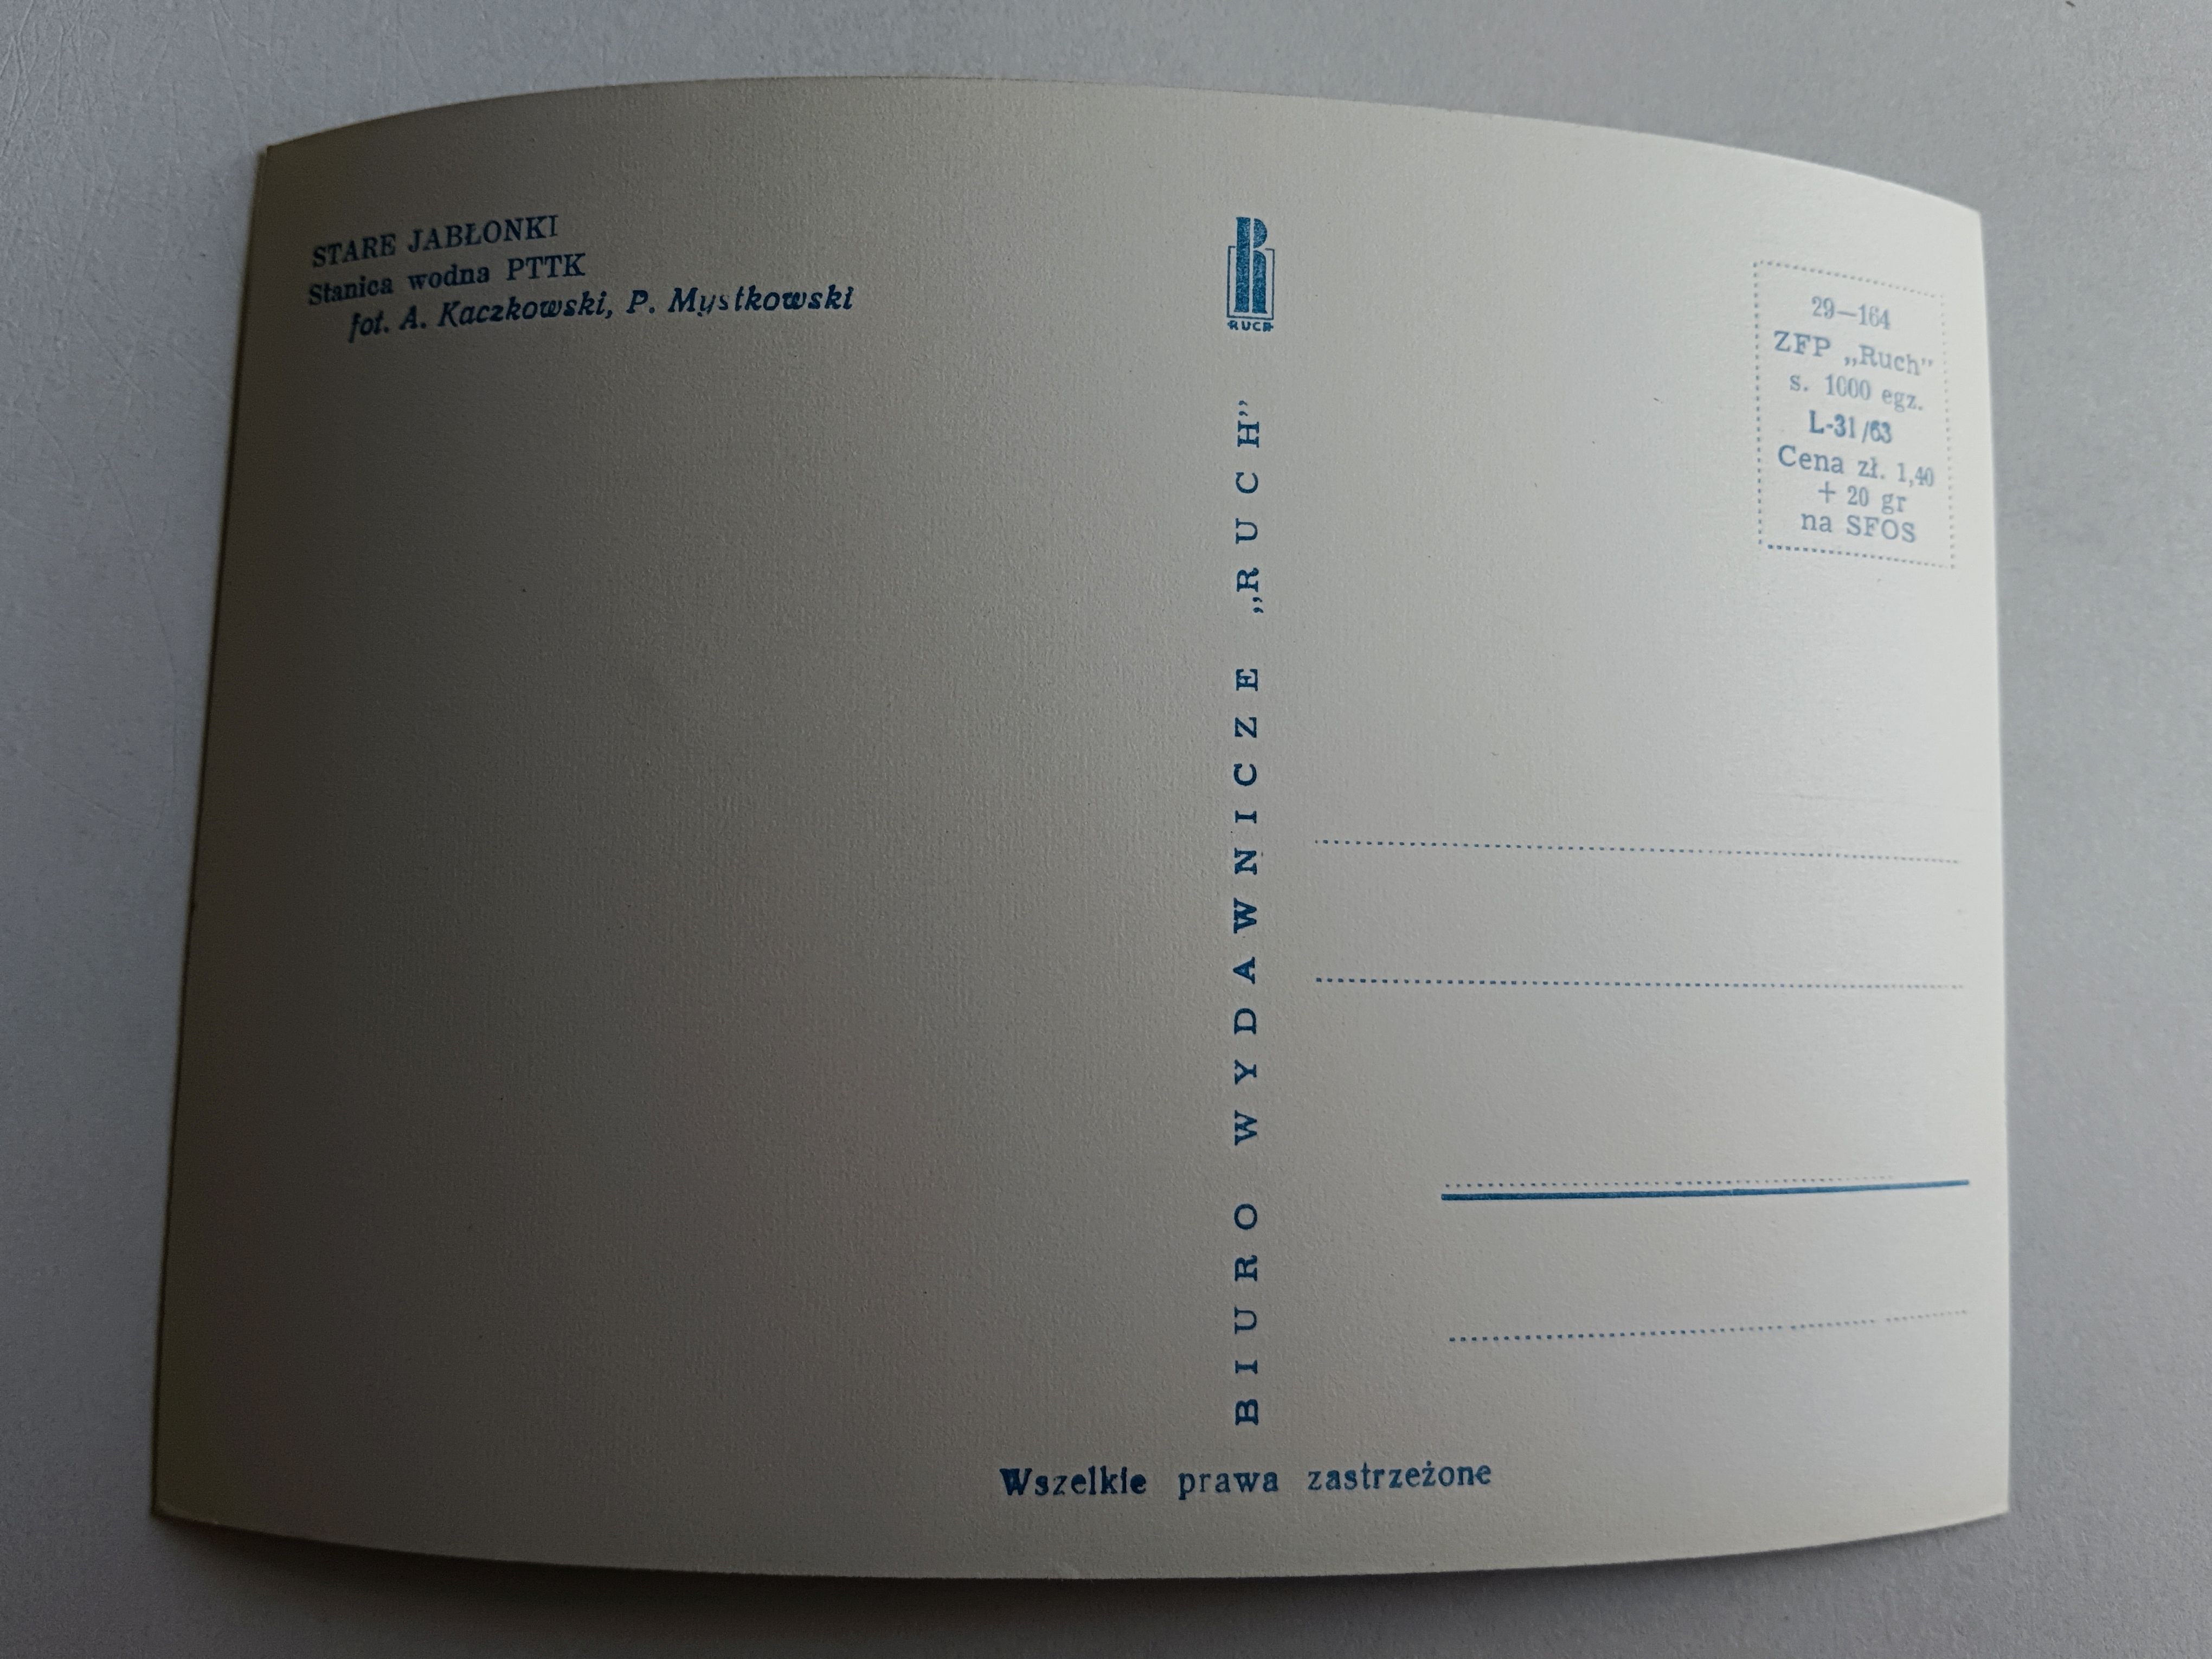 STARE JABŁONKI
Stanica wodna PTTK
fot. A. Kaczkowski, P. Mystkowski
RUCH
BIURO WYDAWNICZE „RUCH”
29—164
ZFP „Ruch”
s. 1000 egz.
L-31/63
Cena zł. 1,40
+ 20 gr
na SFOS
Wszelkie prawa zastrzeżone